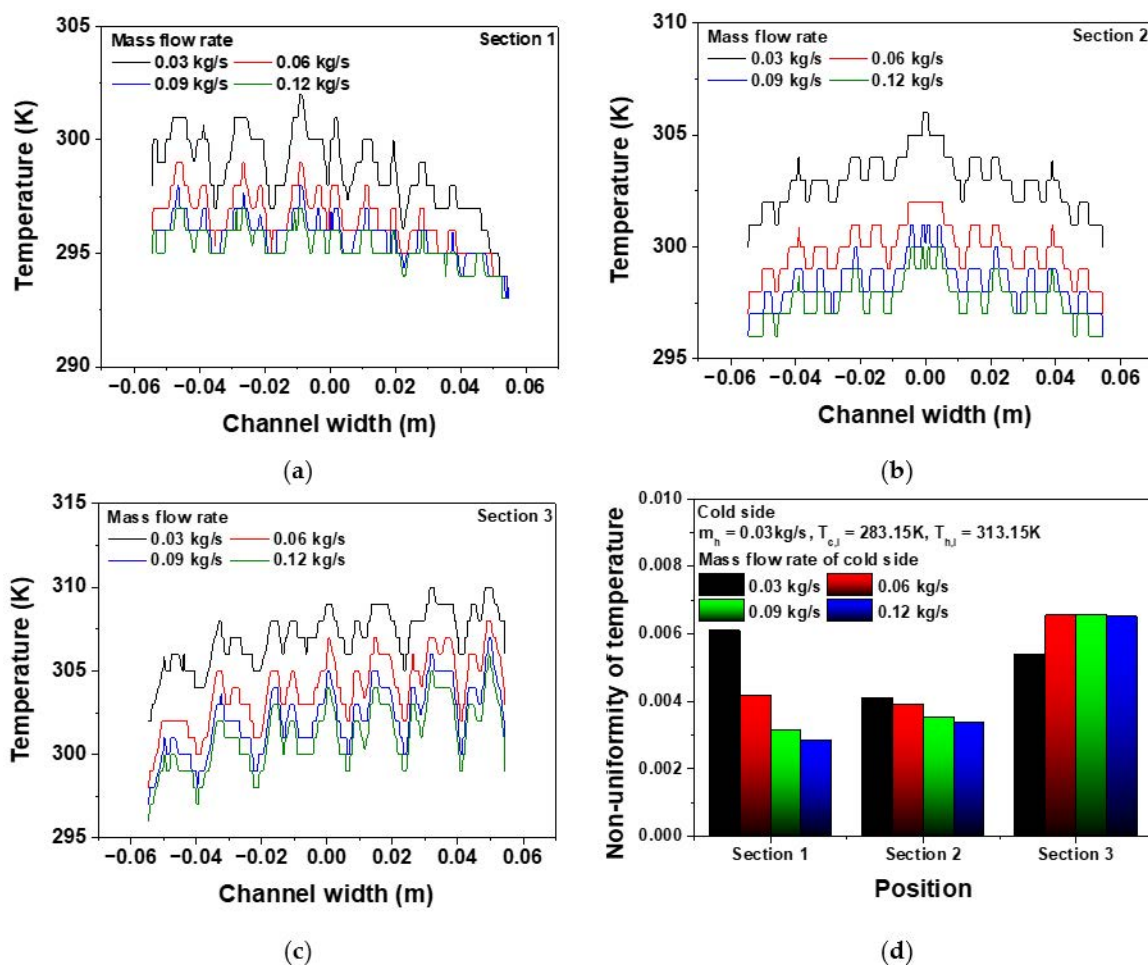 305
300
295
290
Temperature (K)
Mass flow rate
Section 1
0.03 kg/s 0.06 kg/s
0.09 kg/s 0.12 kg/s
−0.06 −0.04 −0.02 0.00 0.02 0.04 0.06
Channel width (m)
(a)
310
305
300
295
Temperature (K)
Mass flow rate
Section 2
0.03 kg/s 0.06 kg/s
0.09 kg/s 0.12 kg/s
−0.06 −0.04 −0.02 0.00 0.02 0.04 0.06
Channel width (m)
(b)
315
310
305
300
295
Temperature (K)
Mass flow rate
Section 3
0.03 kg/s 0.06 kg/s
0.09 kg/s 0.12 kg/s
−0.06 −0.04 −0.02 0.00 0.02 0.04 0.06
Channel width (m)
(c)
0.010
0.008
0.006
0.004
0.002
0.000
Non-uniformity of temperature
Cold side
m_h = 0.03kg/s, T_c,i = 283.15K, T_h,i = 313.15K
Mass flow rate of cold side
0.03 kg/s 0.06 kg/s
0.09 kg/s 0.12 kg/s
Section 1 Section 2 Section 3
Position
(d)